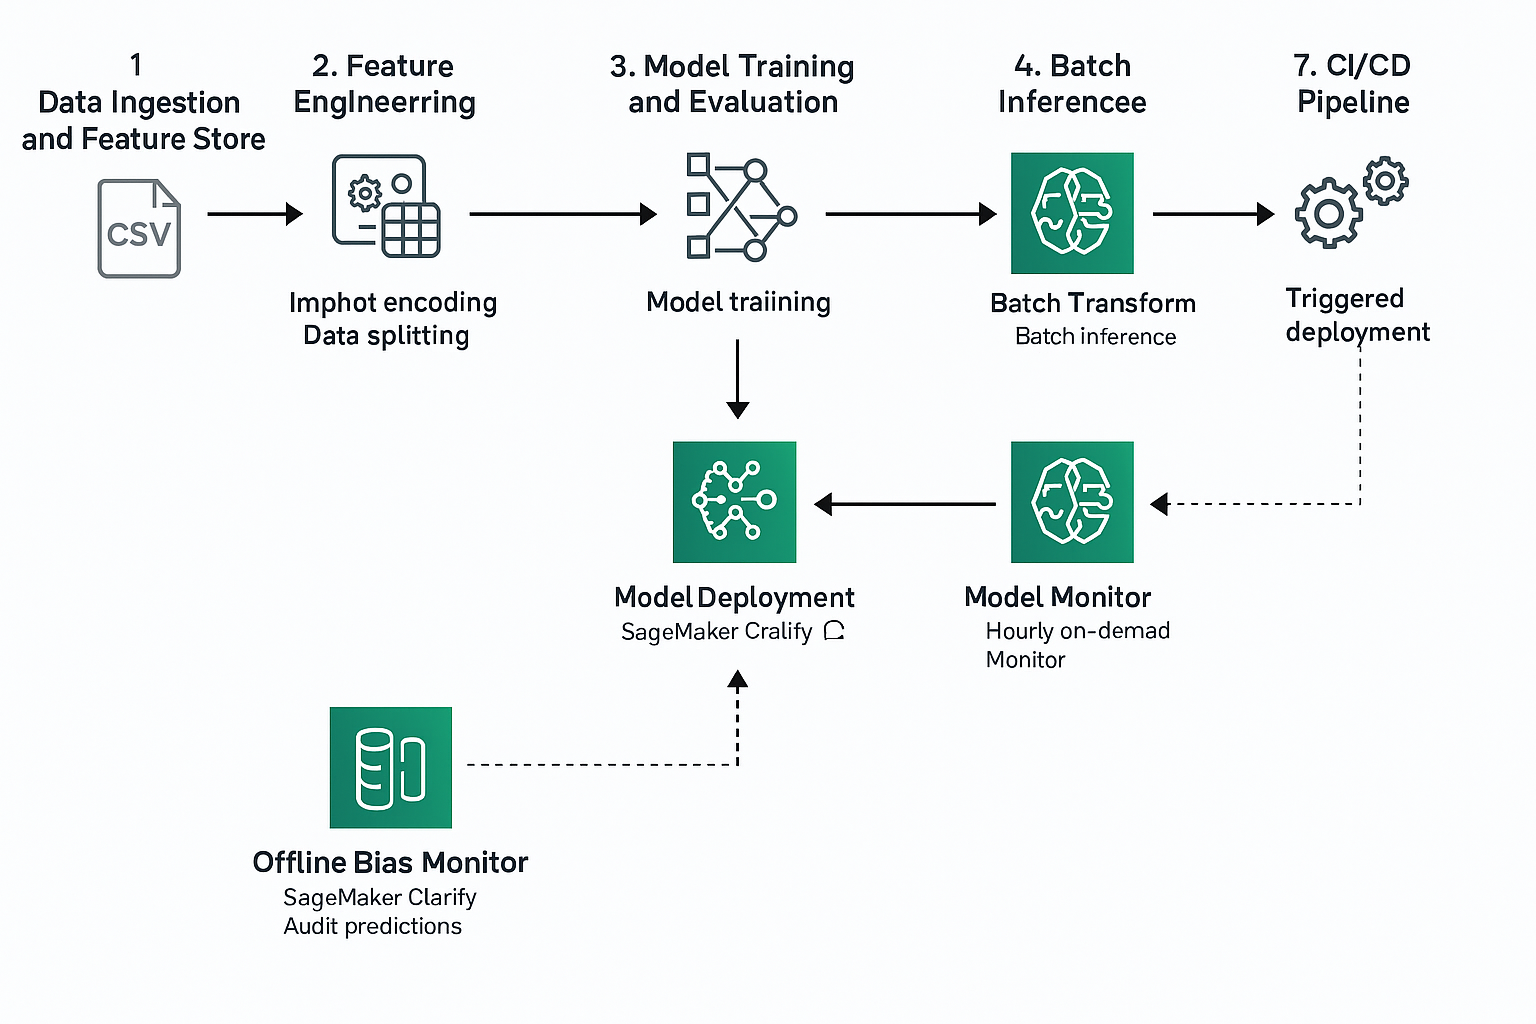 1
Data Ingestion
and Feature Store
2. Feature
EngIneerring
3. Model Training
and Evaluation
4. Batch
Inferencee
7. CI/CD
Pipeline
CSV
Imphot encoding
Data splitting
Model traiining
Batch Transform
Batch inference
Triggered
deployment
Model Deployment
SageMaker Cralify
Model Monitor
Hourly on-demad
Monitor
Offline Bias Monitor
SageMaker Clarify
Audit predictions